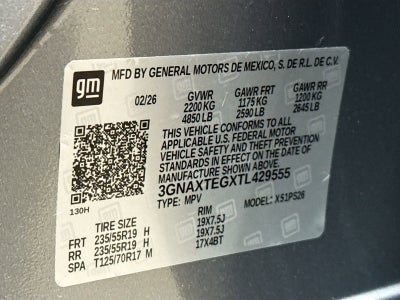 gm
MFD BY GENERAL MOTORS DE MEXICO, S. DE R.L. DE C.V.
02/26 GVWR GAWR FRT GAWR RR
2200 KG 1175 KG 1200 KG
4850 LB 2590 LB 2645 LB
THIS VEHICLE CONFORMS TO ALL
APPLICABLE U.S. FEDERAL MOTOR
VEHICLE SAFETY AND THEFT PREVENTION
STANDARDS IN EFFECT ON THE DATE OF
MANUFACTURE SHOWN ABOVE.
3GNAXTEGXTL429555
TYPE: MPV MODEL: X51PS26
130H
TIRE SIZE RIM
FRT 235/55R19 H 19X7.5J
RR 235/55R19 H 19X7.5J
SPA T125/70R17 M 17X4BT